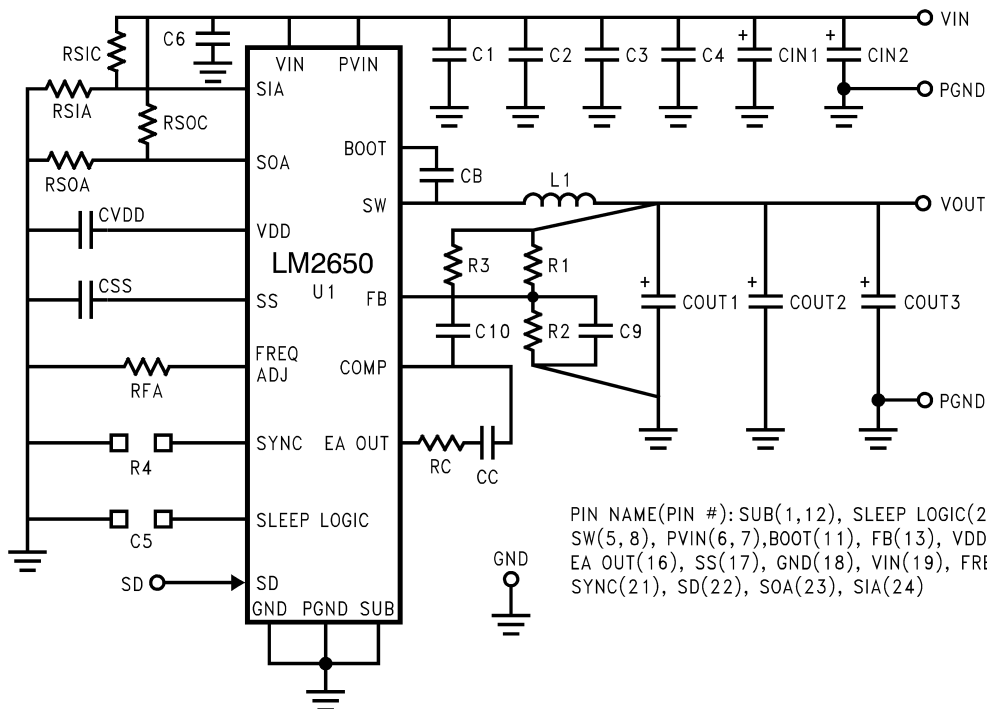 VIN
C6
RSIC
C1
C2
C3
C4
+
CIN1
+
CIN2
VIN
PVIN
SIA
PGND
RSIA
RSOC
BOOT
SOA
CB
L1
RSOA
SW
VOUT
CVDD
VDD
LM2650
U1
R3
R1
CSS
SS
FB
+
COUT1
+
COUT2
+
COUT3
C10
R2
C9
FREQ
ADJ
COMP
RFA
PGND
SYNC
EA OUT
R4
RC
CC
SLEEP LOGIC
C5
PIN NAME(PIN #): SUB(1,12), SLEEP LOGIC(2
SW(5,8), PVIN(6,7),BOOT(11), FB(13), VDD
EA OUT(16), SS(17), GND(18), VIN(19), FRE
SYNC(21), SD(22), SOA(23), SIA(24)
GND
SD
SD
GND PGND SUB